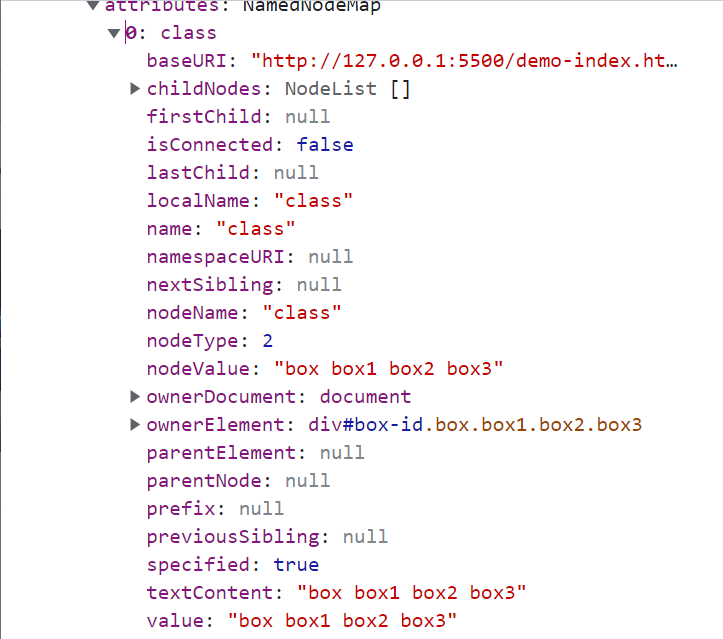 attributes: NamedNodeMap
0: class
baseURI: "http://127.0.0.1:5500/demo-index.ht…
childNodes: NodeList []
firstChild: null
isConnected: false
lastChild: null
localName: "class"
name: "class"
namespaceURI: null
nextSibling: null
nodeName: "class"
nodeType: 2
nodeValue: "box box1 box2 box3"
ownerDocument: document
ownerElement: div#box-id.box.box1.box2.box3
parentElement: null
parentNode: null
prefix: null
previousSibling: null
specified: true
textContent: "box box1 box2 box3"
value: "box box1 box2 box3"